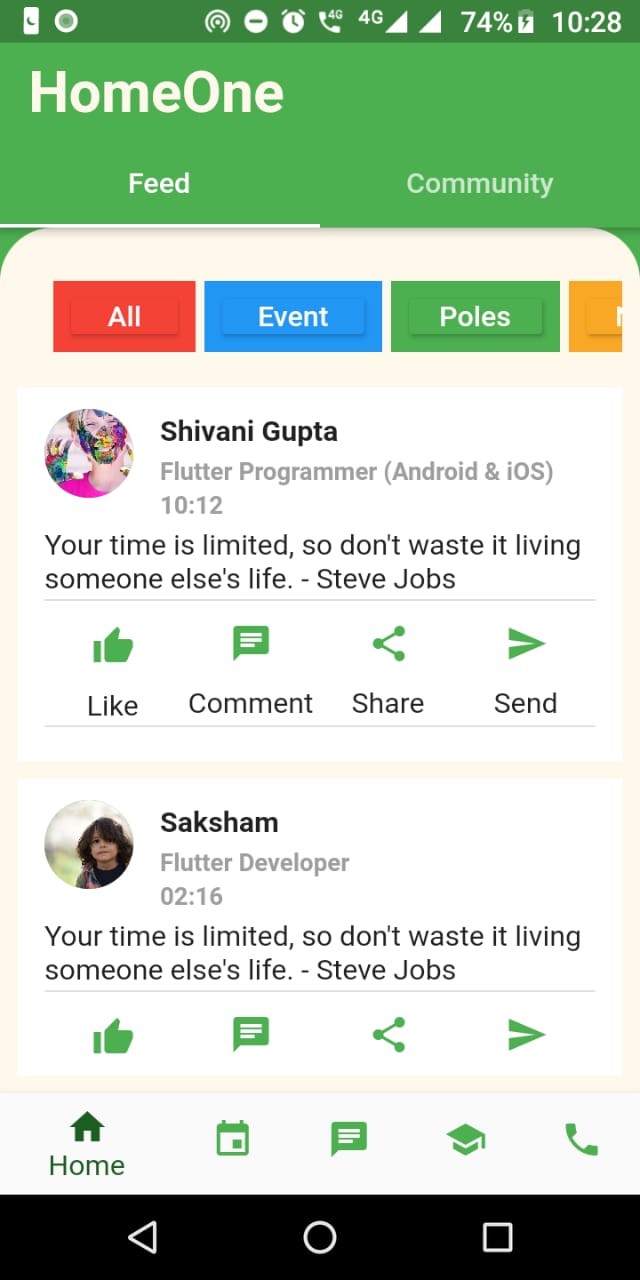 4G 4G 74% 10:28
HomeOne
Feed Community
All Event Poles
Shivani Gupta
Flutter Programmer (Android & iOS)
10:12
Your time is limited, so don't waste it living
someone else's life. - Steve Jobs
Like Comment Share Send
Saksham
Flutter Developer
02:16
Your time is limited, so don't waste it living
someone else's life. - Steve Jobs
Home